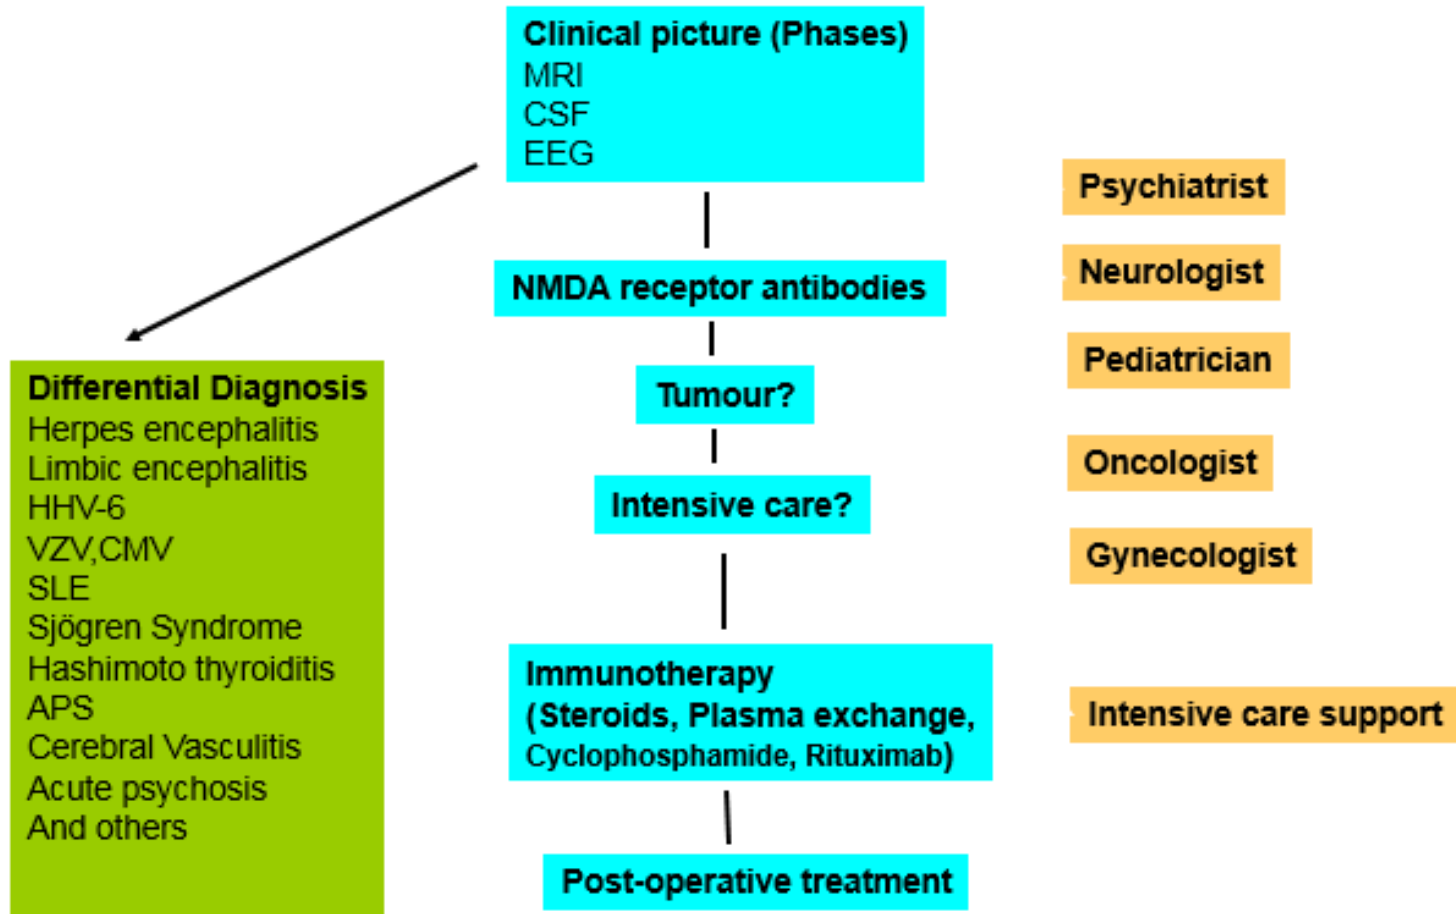 Clinical picture (Phases)
MRI
CSF
EEG
NMDA receptor antibodies
Tumour?
Intensive care?
Immunotherapy
(Steroids, Plasma exchange,
Cyclophosphamide, Rituximab)
Post-operative treatment
Differential Diagnosis
Herpes encephalitis
Limbic encephalitis
HHV-6
VZV,CMV
SLE
Sjögren Syndrome
Hashimoto thyroiditis
APS
Cerebral Vasculitis
Acute psychosis
And others
Psychiatrist
Neurologist
Pediatrician
Oncologist
Gynecologist
Intensive care support